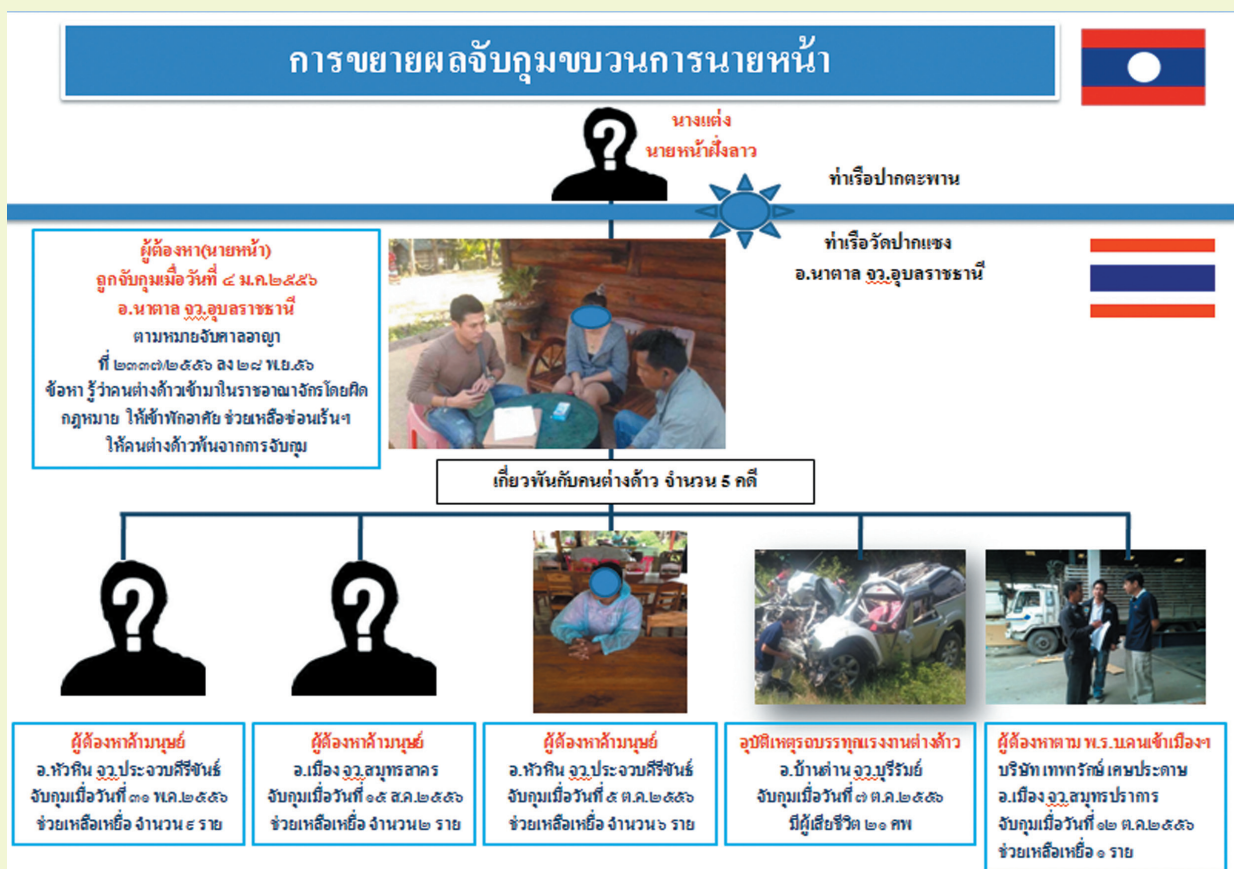 การขยายผลจับกุมขบวนการนายหน้า
นางแต่ง
นายหน้าฝั่งลาว
ท่าเรือปากตะพาน
ท่าเรือวัดปากแซง
อ.นาตาล จว.อุบลราชธานี
ผู้ต้องหา(นายหน้า)
ถูกจับกุมเมื่อวันที่ ๔ ม.ค.๒๕๕๖
อ.นาตาล จว.อุบลราชธานี
ตามหมายจับศาลอาญา
ที่ ๒๓๓๗/๒๕๕๖ ลง ๒๘ พ.ย.๕๖
ข้อหา รู้ว่าคนต่างด้าวเข้ามาในราชอาณาจักรโดยผิด
กฎหมาย ให้เข้าพักอาศัย ช่วยเหลือซ่อนเร้นฯ
ให้คนต่างด้าวพ้นจากการจับกุม
เกี่ยวพันกับคนต่างด้าว จำนวน 5 คดี
ผู้ต้องหาค้ามนุษย์
อ.หัวหิน จว.ประจวบคีรีขันธ์
จับกุมเมื่อวันที่ ๓๑ พ.ค.๒๕๕๖
ช่วยเหลือเหยื่อ จำนวน ๙ ราย
ผู้ต้องหาค้ามนุษย์
อ.เมือง จว.สมุทรสาคร
จับกุมเมื่อวันที่ ๑๕ ส.ค.๒๕๕๖
ช่วยเหลือเหยื่อ จำนวน ๒ ราย
ผู้ต้องหาค้ามนุษย์
อ.หัวหิน จว.ประจวบคีรีขันธ์
จับกุมเมื่อวันที่ ๕ ต.ค.๒๕๕๖
ช่วยเหลือเหยื่อ จำนวน ๖ ราย
อุบัติเหตุรถบรรทุกแรงงานต่างด้าว
อ.บ้านด่าน จว.บุรีรัมย์
จับกุมเมื่อวันที่ ๗ ต.ค.๒๕๕๖
มีผู้เสียชีวิต ๒๑ ศพ
ผู้ต้องหาตาม พ.ร.บ.คนเข้าเมืองฯ
บริษัท เทพารักษ์ เศษประดาษ
อ.เมือง จว.สมุทรปราการ
จับกุมเมื่อวันที่ ๑๒ ต.ค.๒๕๕๖
ช่วยเหลือเหยื่อ ๑ ราย